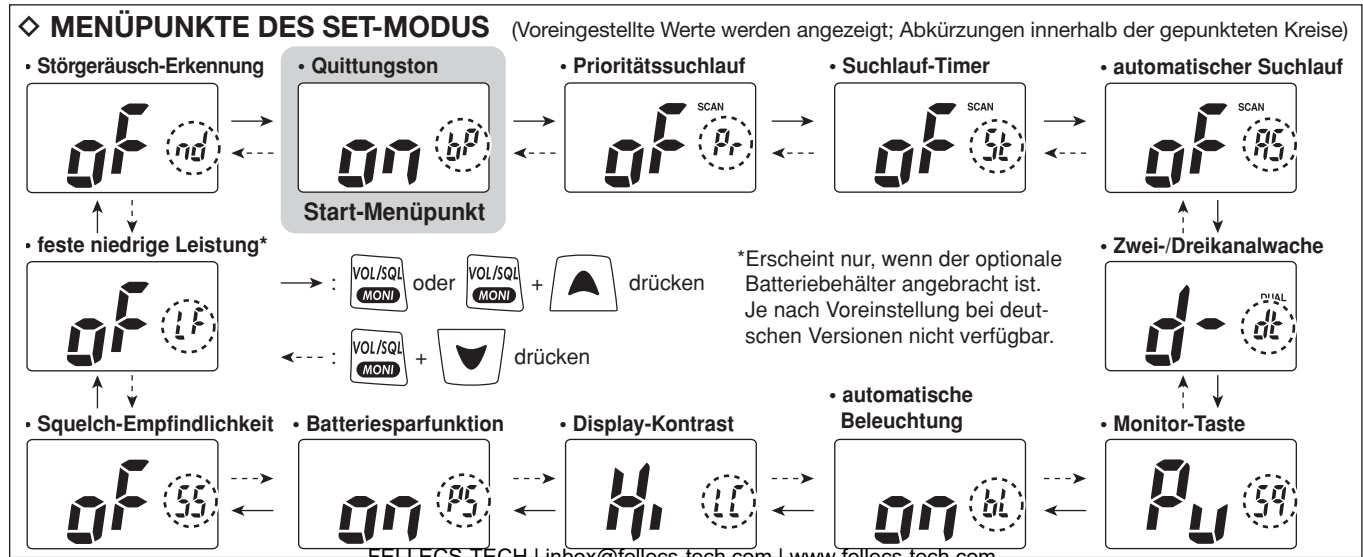 ◇ MENÜPUNKTE DES SET-MODUS (Voreingestellte Werte werden angezeigt; Abkürzungen innerhalb der gepunkteten Kreise)
• Störgeräusch-Erkennung
oF nd
• Quittungston
on bP
Start-Menüpunkt
• Prioritätssuchlauf
SCAN
oF Pr
• Suchlauf-Timer
SCAN
oF St
• automatischer Suchlauf
SCAN
oF AS
• feste niedrige Leistung*
oF LF
: VOL/SQL MONI oder VOL/SQL MONI + drücken
: VOL/SQL MONI + drücken
*Erscheint nur, wenn der optionale
Batteriebehälter angebracht ist.
Je nach Voreinstellung bei deut-
schen Versionen nicht verfügbar.
• Zwei-/Dreikanalwache
DUAL
d- dt
• Squelch-Empfindlichkeit
oF SS
• Batteriesparfunktion
on PS
• Display-Kontrast
Hi LC
• automatische
Beleuchtung
on bL
• Monitor-Taste
Pu S9
FELLECS-TECH | inbox@fellecs-tech.com | www.fellecs-tech.com